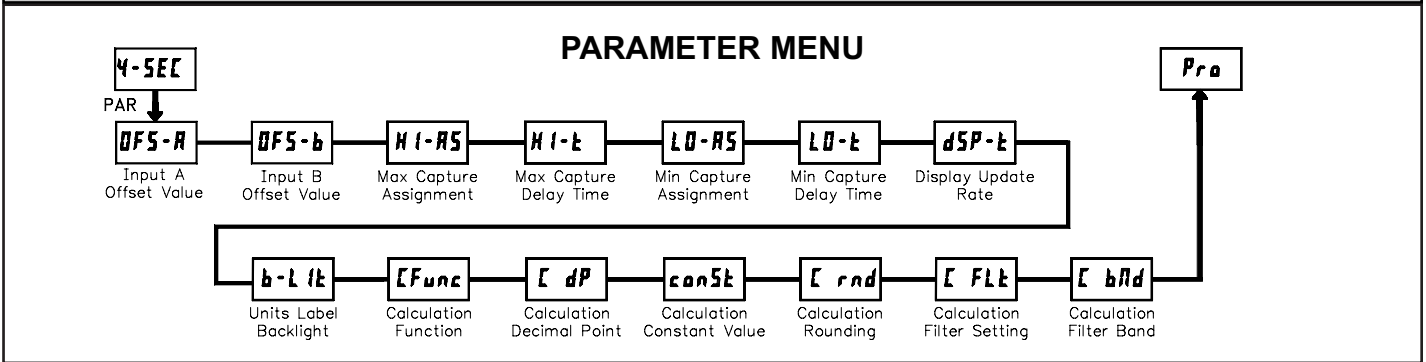 PARAMETER MENU
4-SEC
Pro
PAR
OFS-A
OFS-b
HI-AS
HI-t
LO-AS
LO-t
dSP-t
Input A
Offset Value
Input B
Offset Value
Max Capture
Assignment
Max Capture
Delay Time
Min Capture
Assignment
Min Capture
Delay Time
Display Update
Rate
b-LIt
CFunc
C dP
conSt
C rnd
C FLt
C bNd
Units Label
Backlight
Calculation
Function
Calculation
Decimal Point
Calculation
Constant Value
Calculation
Rounding
Calculation
Filter Setting
Calculation
Filter Band